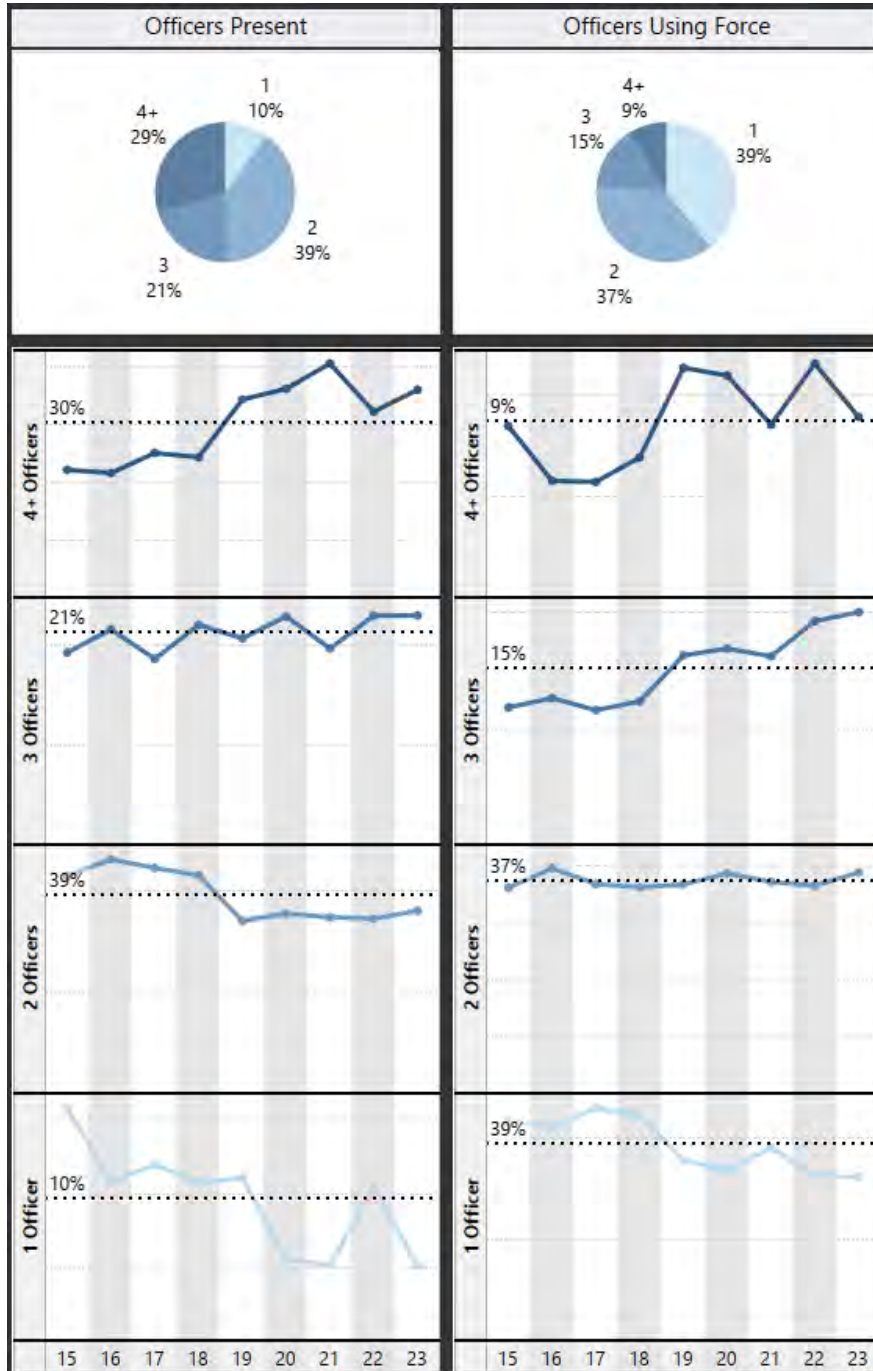 Officers Present
Officers Using Force
1
10%
4+
29%
2
39%
3
21%
4+
9%
3
15%
1
39%
2
37%
4+ Officers
30%
9%
3 Officers
21%
15%
2 Officers
39%
37%
1 Officer
10%
39%
15 16 17 18 19 20 21 22 23
15 16 17 18 19 20 21 22 23
4+ Officers
3 Officers
2 Officers
1 Officer